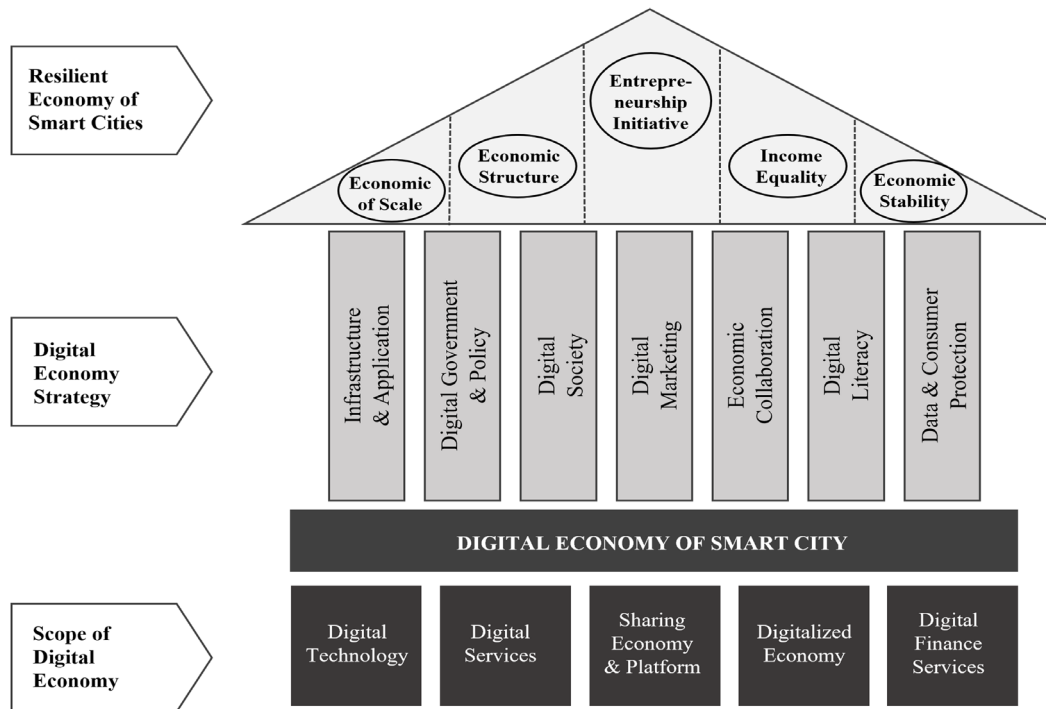 Resilient
Economy of
Smart Cities
Entrepre-
neurship
Initiative
Economic
Structure
Income
Equality
Economic
of Scale
Economic
Stability
Digital
Economy
Strategy
Infrastructure
& Application
Digital Government
& Policy
Digital
Society
Digital
Marketing
Economic
Collaboration
Digital
Literacy
Data & Consumer
Protection
DIGITAL ECONOMY OF SMART CITY
Scope of
Digital
Economy
Digital
Technology
Digital
Services
Sharing
Economy
& Platform
Digitalized
Economy
Digital
Finance
Services